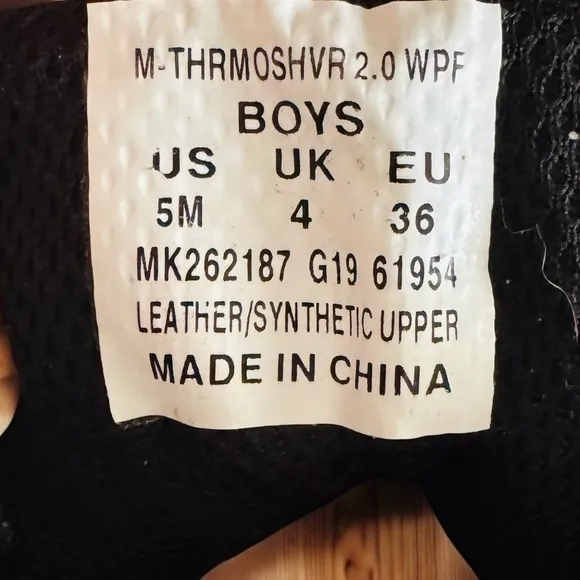 M-THRMOSHVR 2.0 WPF
BOYS
US UK EU
5M 4 36
MK262187 G19 61954
LEATHER/SYNTHETIC UPPER
MADE IN CHINA